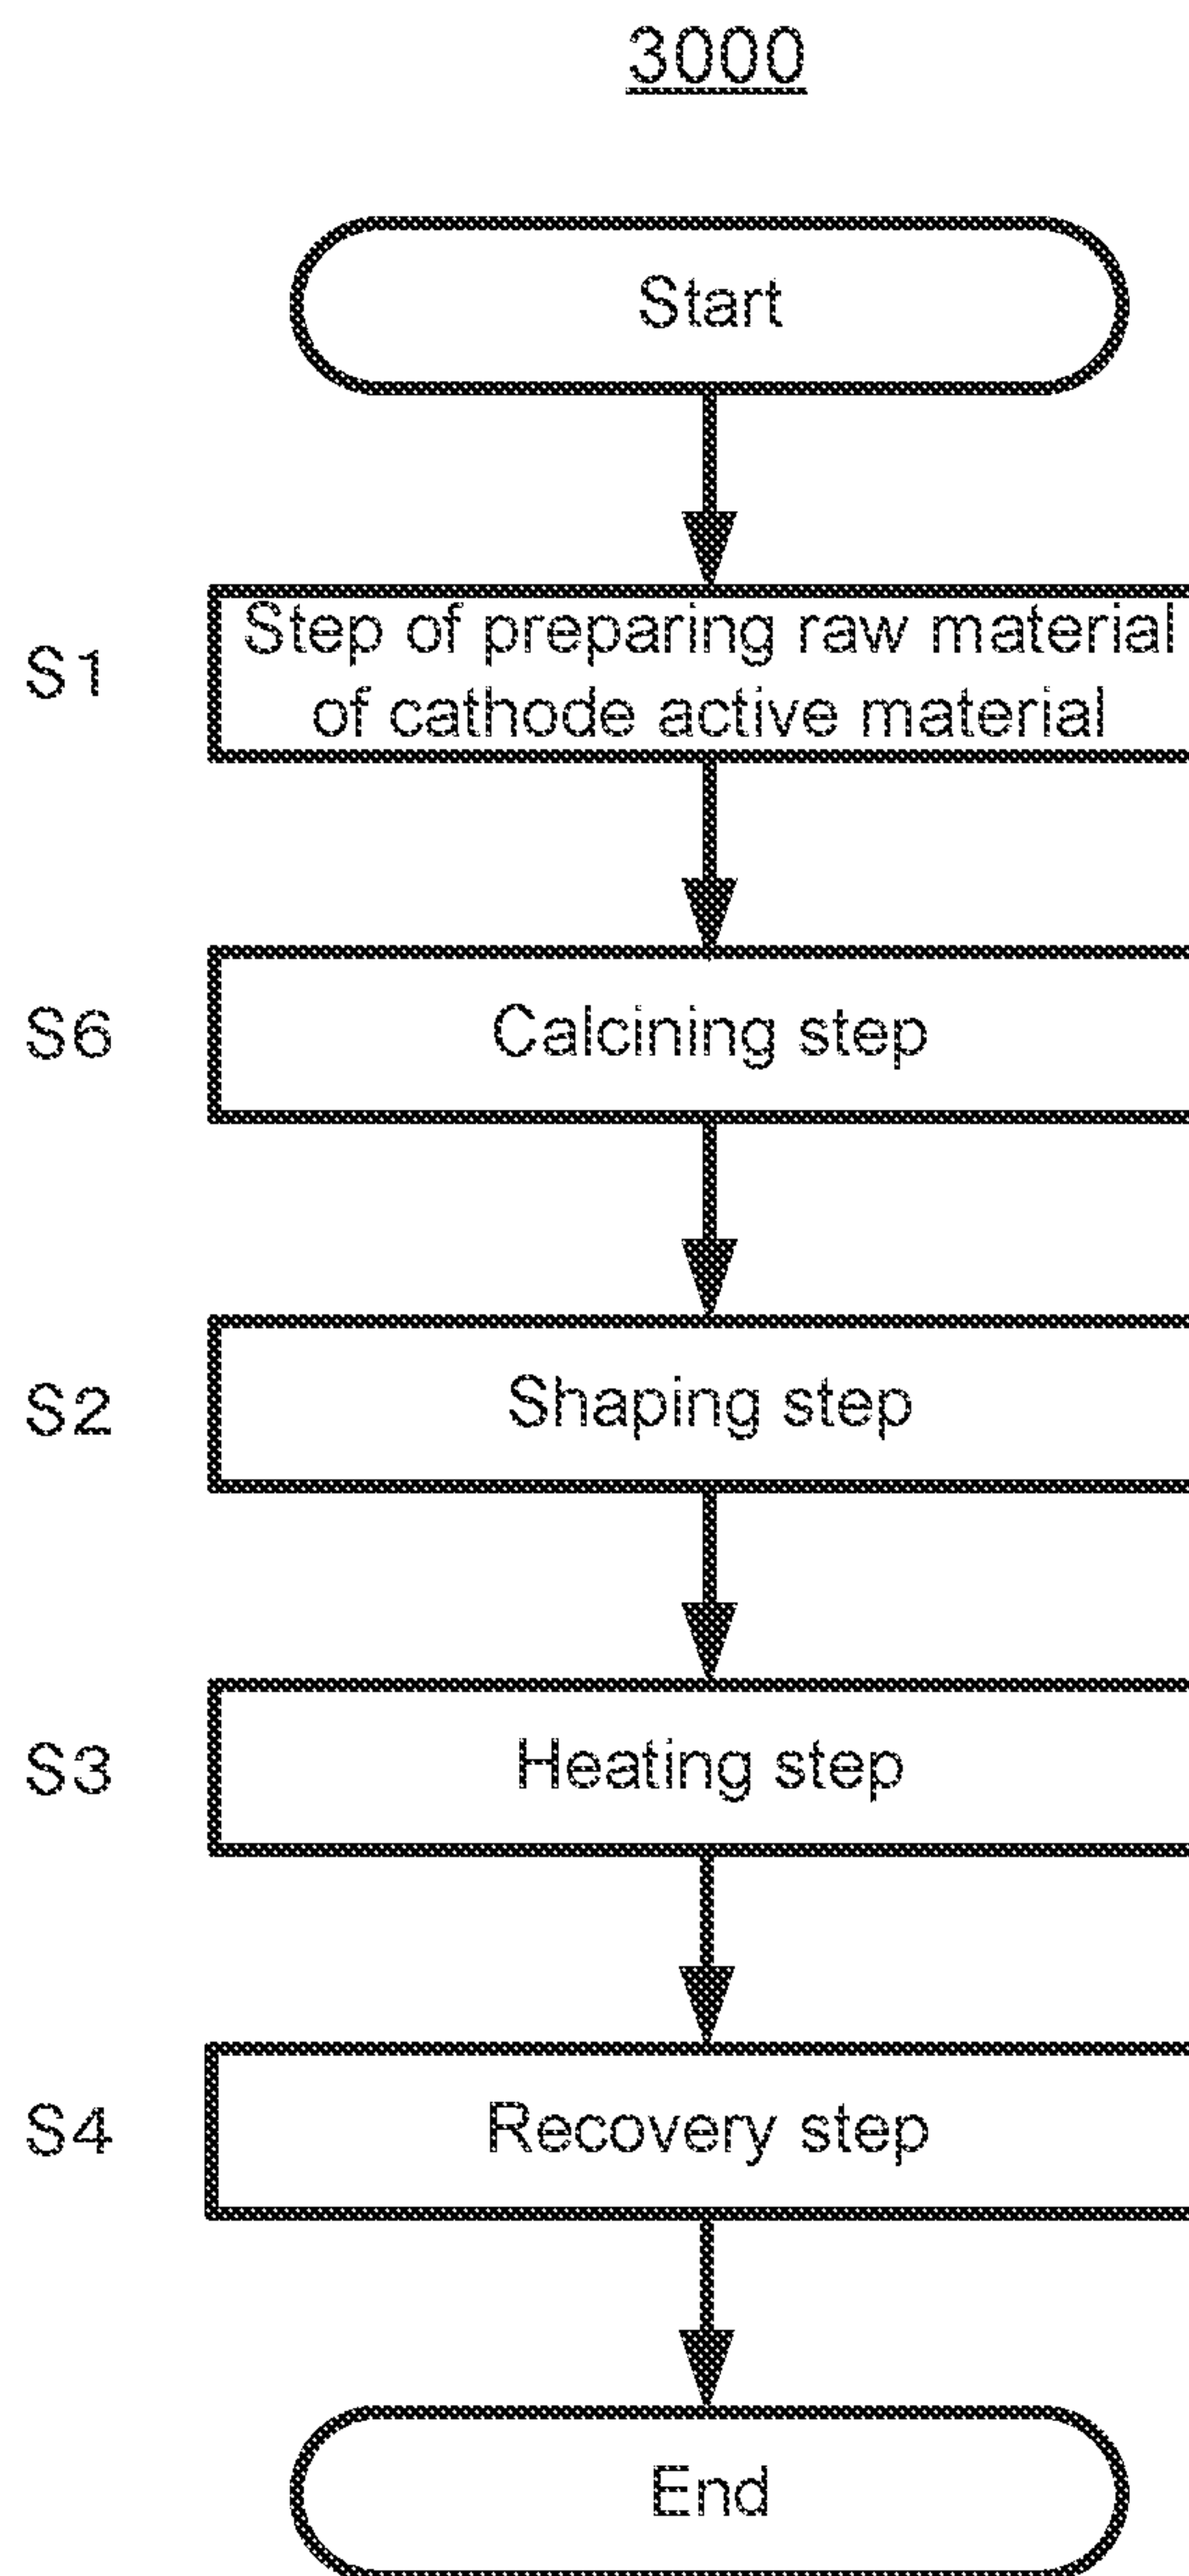 3000
Start
S1
Step of preparing raw material
of cathode active material
S6
Calcining step
S2
Shaping step
S3
Heating step
S4
Recovery step
End